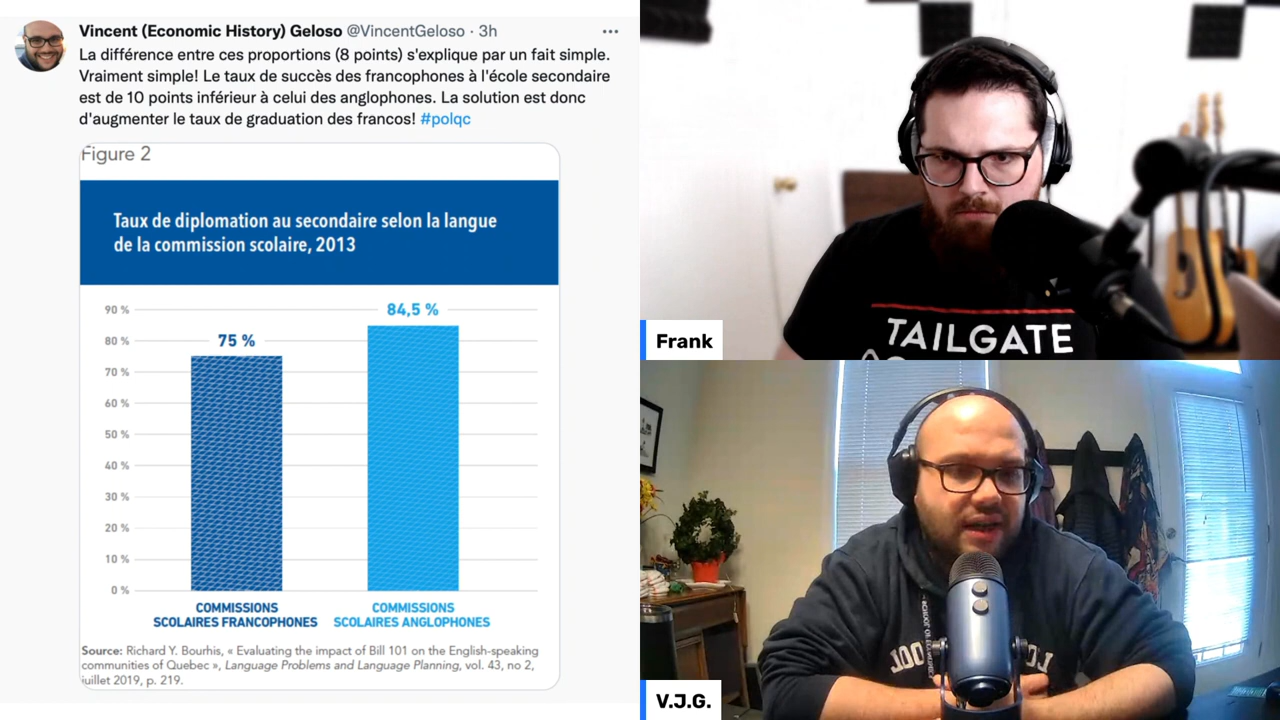 Vincent (Economic History) Geloso @VincentGeloso · 3h
La différence entre ces proportions (8 points) s'explique par un fait simple.
Vraiment simple! Le taux de succès des francophones à l'école secondaire
est de 10 points inférieur à celui des anglophones. La solution est donc
d'augmenter le taux de graduation des francos! #polqc
Figure 2
Taux de diplomation au secondaire selon la langue
de la commission scolaire, 2013
90 %
80 %
70 %
60 %
50 %
40 %
30 %
20 %
10 %
0 %
75 %
84,5 %
COMMISSIONS
SCOLAIRES FRANCOPHONES
COMMISSIONS
SCOLAIRES ANGLOPHONES
Source: Richard Y. Bourhis, « Evaluating the impact of Bill 101 on the English-speaking
communities of Quebec », Language Problems and Language Planning, vol. 43, no 2,
juillet 2019, p. 219.
TAILGATE
Frank
V.J.G.